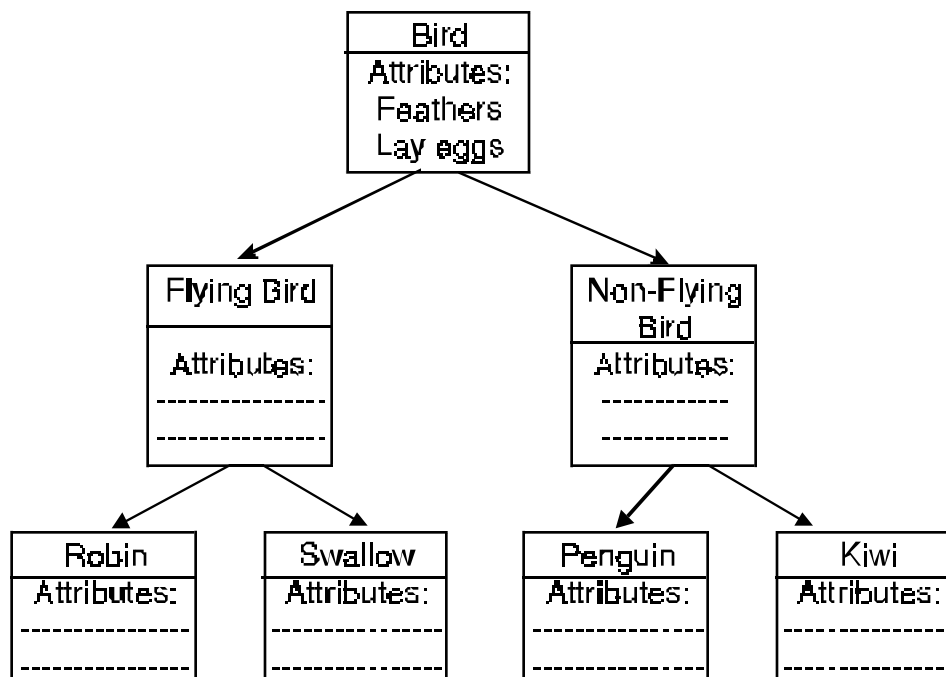 Bird
Attributes:
Feathers
Lay eggs
Flying Bird
Attributes:
Non-Flying
Bird
Attributes:
Robin
Attributes:
Swallow
Attributes:
Penguin
Attributes:
Kiwi
Attributes: